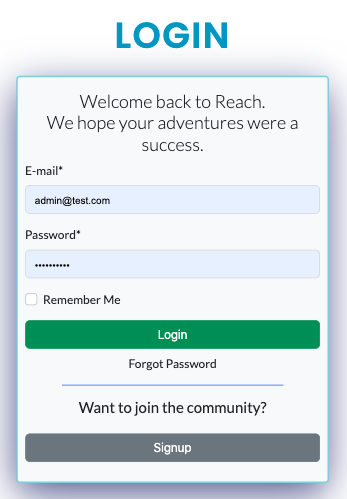 LOGIN
Welcome back to Reach.
We hope your adventures were a
success.
E-mail*
admin@test.com
Password*
••••••••••
Remember Me
Login
Forgot Password
Want to join the community?
Signup